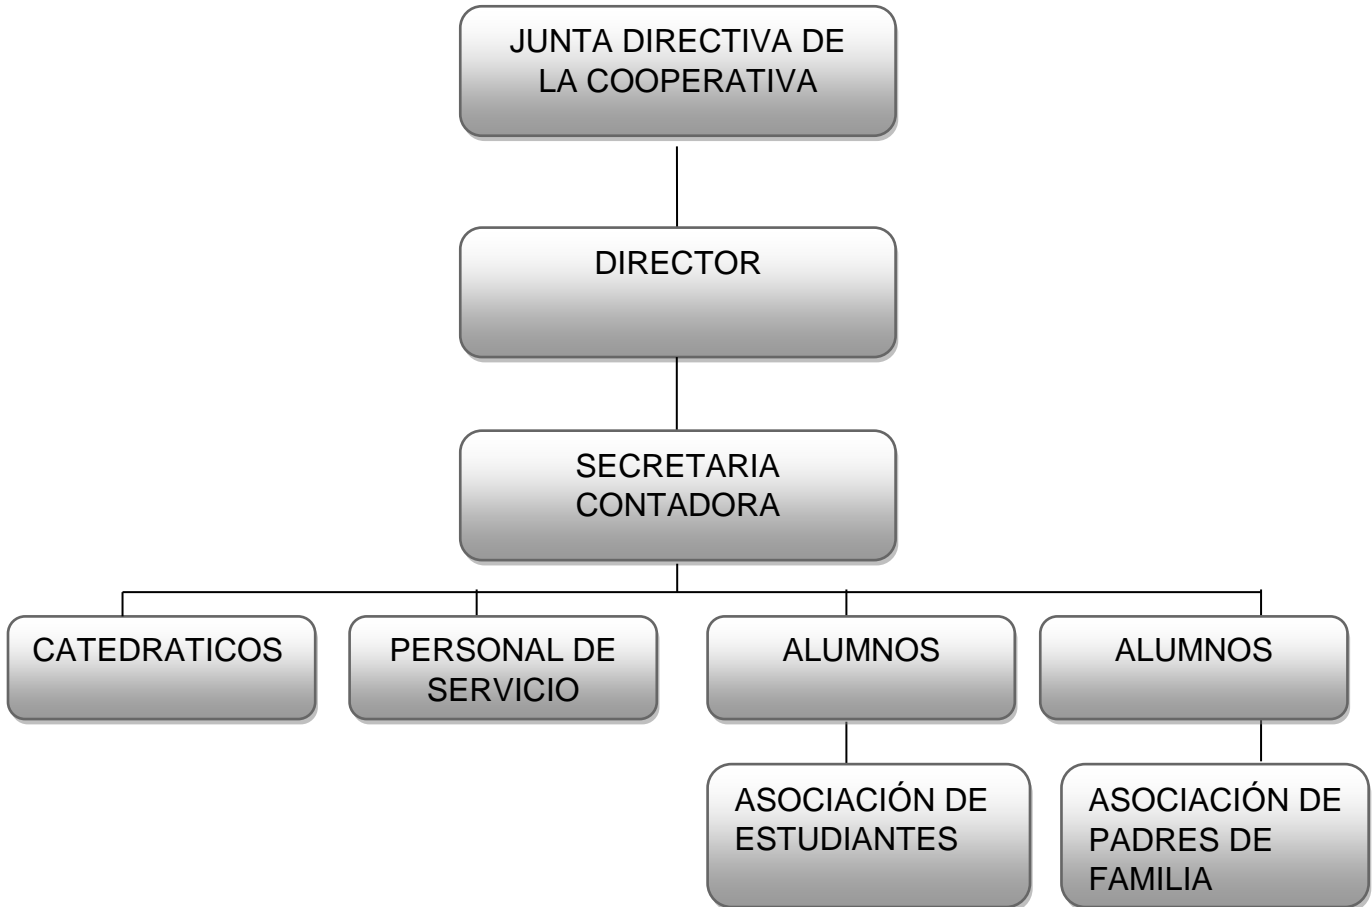 JUNTA DIRECTIVA DE
LA COOPERATIVA
DIRECTOR
SECRETARIA
CONTADORA
CATEDRATICOS
PERSONAL DE
SERVICIO
ALUMNOS
ALUMNOS
ASOCIACIÓN DE
ESTUDIANTES
ASOCIACIÓN DE
PADRES DE
FAMILIA